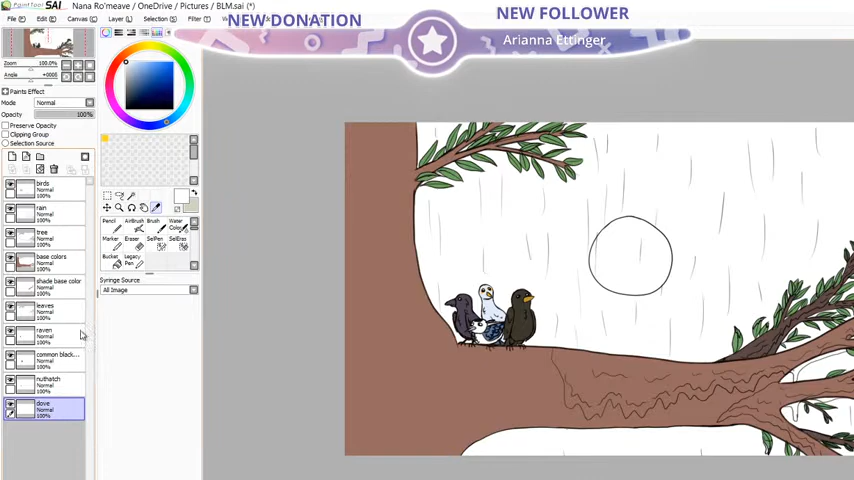 PaintTool SAI
Nana Ro'meave / OneDrive / Pictures / BLM.sai (*)
File (F)
Canvas (C)
Layer (L)
Selection (S)
Filter (T)
NEW DONATION
NEW FOLLOWER
Arianna Ettinger
Zoom 100.0%
Angle +0005
Paints Effect
Mode Normal
Opacity 100%
Preserve Opacity
Clipping Group
Selection Source
birds
Normal
100%
rain
Normal
100%
tree
Normal
100%
base colors
Normal
100%
shade base color
Normal
100%
leaves
Normal
100%
raven
Normal
100%
common black...
Normal
100%
nuthatch
Normal
100%
dove
Normal
100%
Pencil AirBrush Brush Water Color
Marker Eraser SelPen SelEras
Bucket Legacy Pen
Syringe Source
All Image